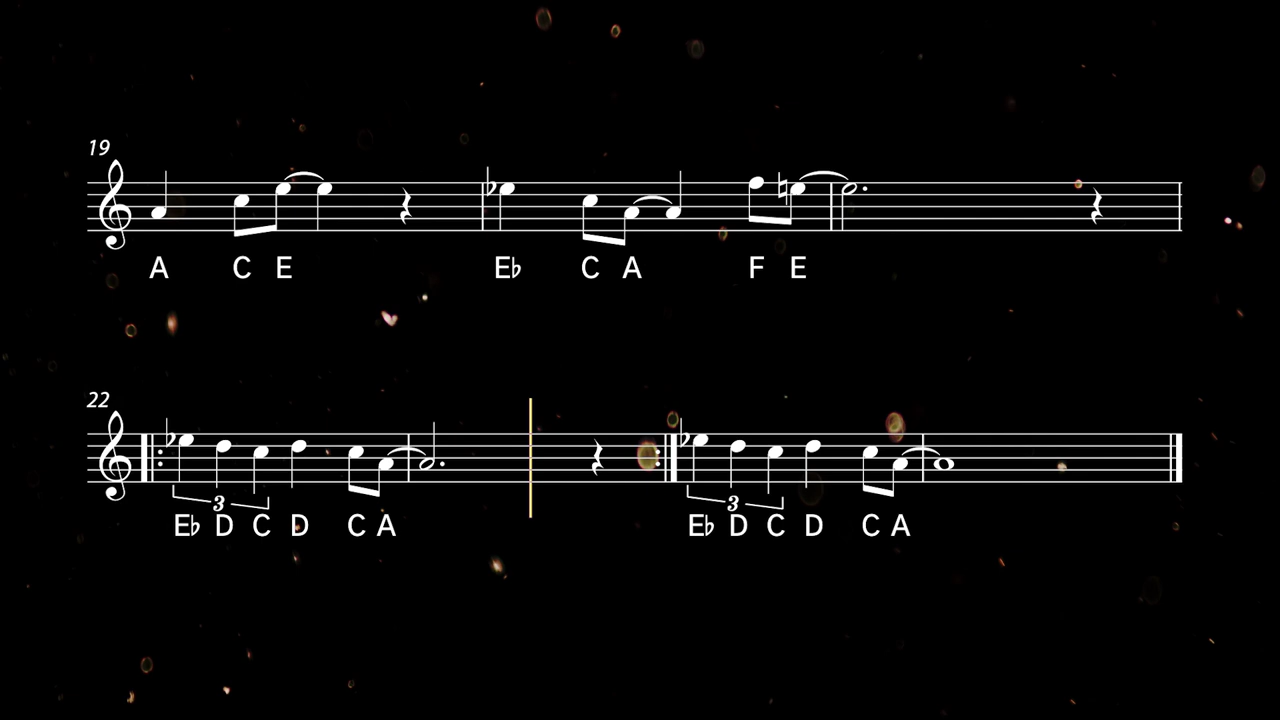 19
A C E E♭ C A F E
22
3 3
E♭ D C D C A E♭ D C D C A